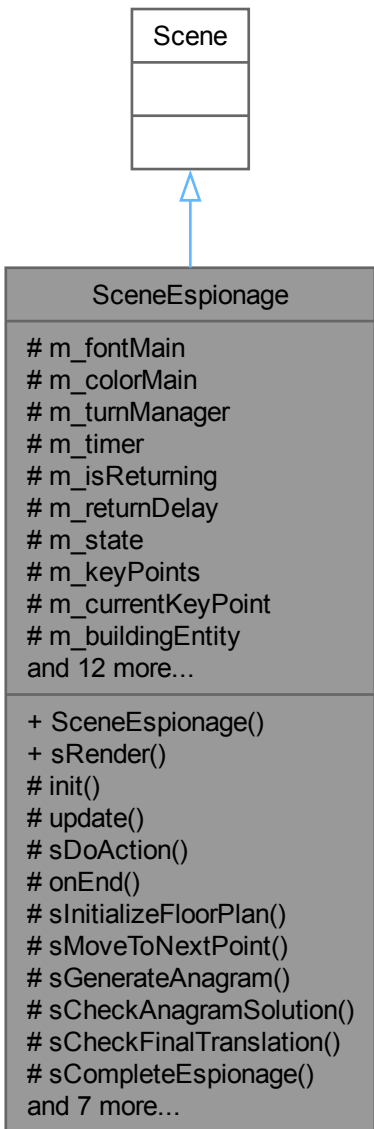 Scene
SceneEspionage
# m_fontMain
# m_colorMain
# m_turnManager
# m_timer
# m_isReturning
# m_returnDelay
# m_state
# m_keyPoints
# m_currentKeyPoint
# m_buildingEntity
and 12 more...
+ SceneEspionage()
+ sRender()
# init()
# update()
# sDoAction()
# onEnd()
# sInitializeFloorPlan()
# sMoveToNextPoint()
# sGenerateAnagram()
# sCheckAnagramSolution()
# sCheckFinalTranslation()
# sCompleteEspionage()
and 7 more...